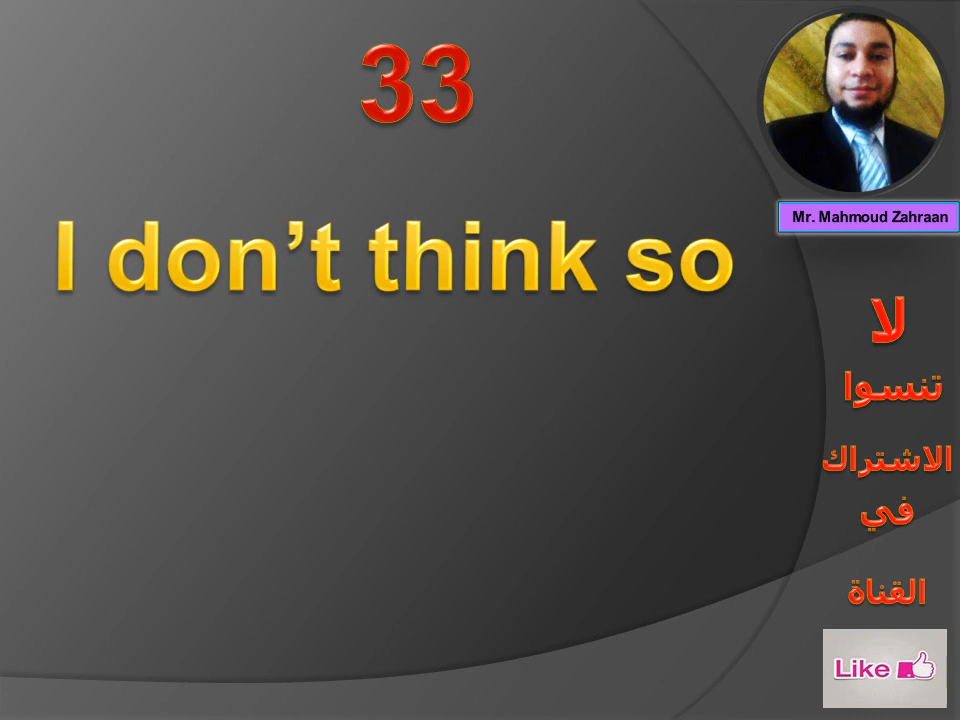 33
I don’t think so
Mr. Mahmoud Zahraan
لا
تنسوا
الاشتراك
في
القناة
Like